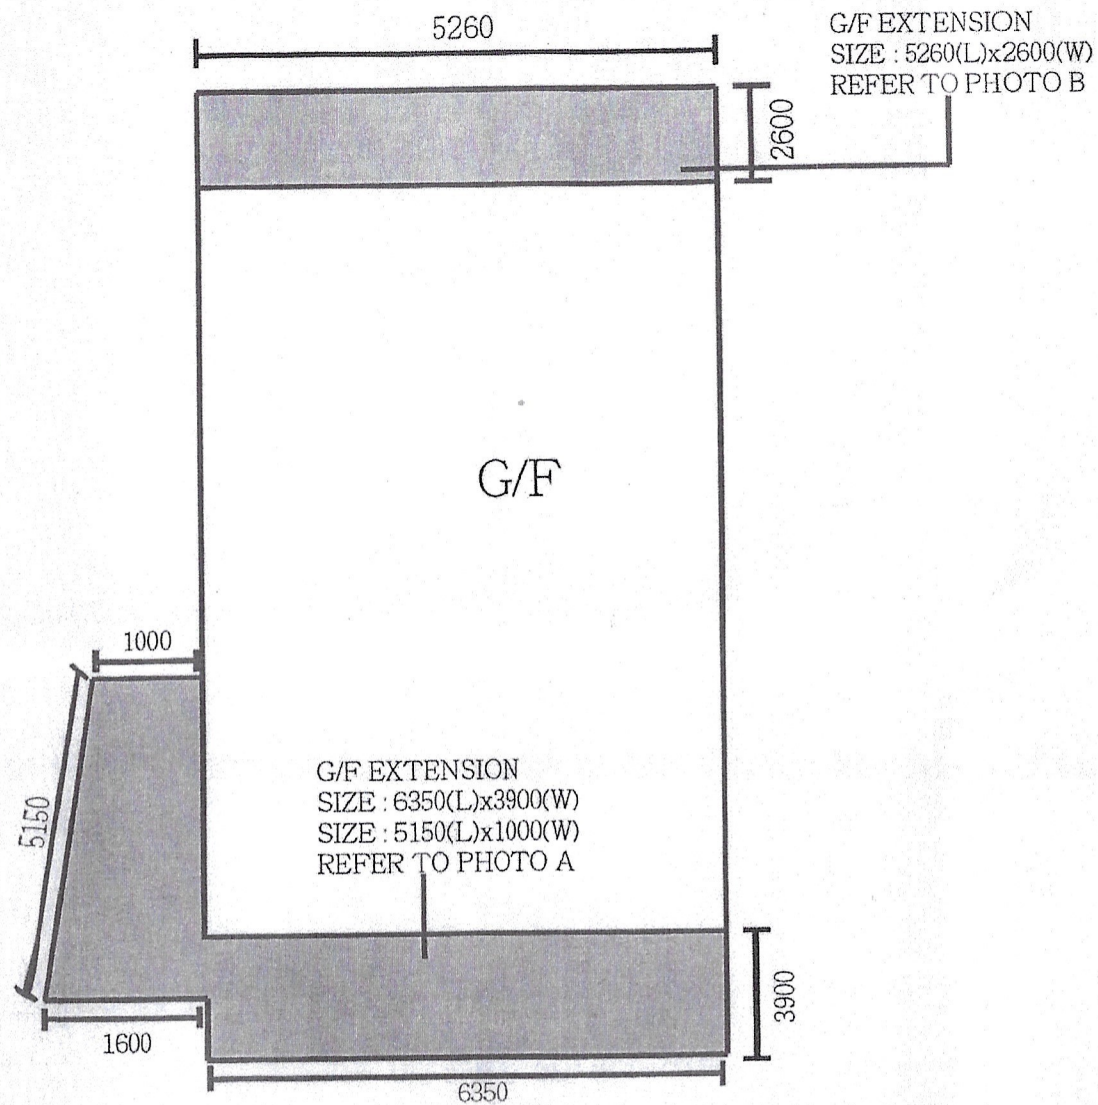 5260
G/F EXTENSION
SIZE : 5260(L)x2600(W)
REFER TO PHOTO B
2600
G/F
1000
5150
G/F EXTENSION
SIZE : 6350(L)x3900(W)
SIZE : 5150(L)x1000(W)
REFER TO PHOTO A
3900
1600
6350